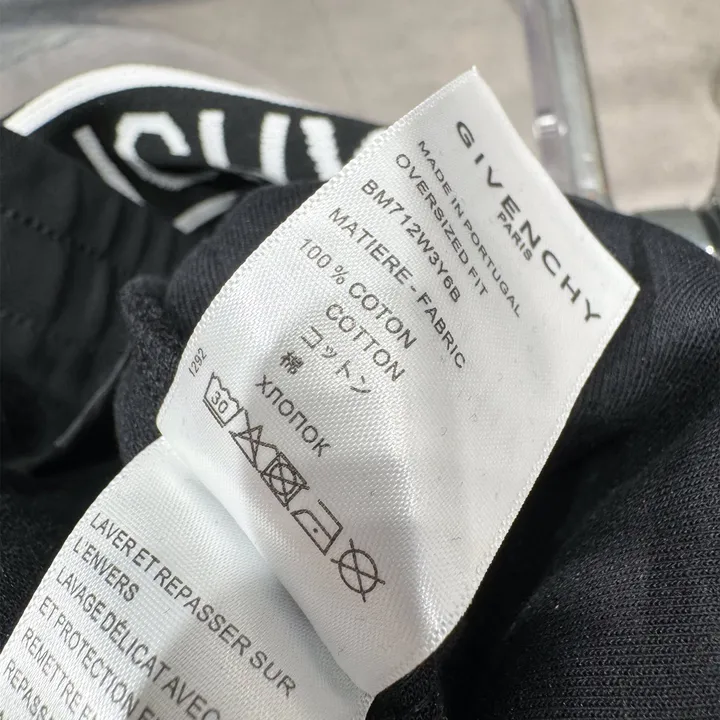 GIVENCHY
PARIS
MADE IN PORTUGAL
OVERSIZED FIT
BM712W3Y6B
MATIERE - FABRIC
100 % COTON
COTTON
コットン
棉
ХЛОПОК
1292
30
LAVER ET REPASSER SUR
L'ENVERS
LAVAGE DÉLICAT AVEC
ET PROTECTION
REMETTRE EN